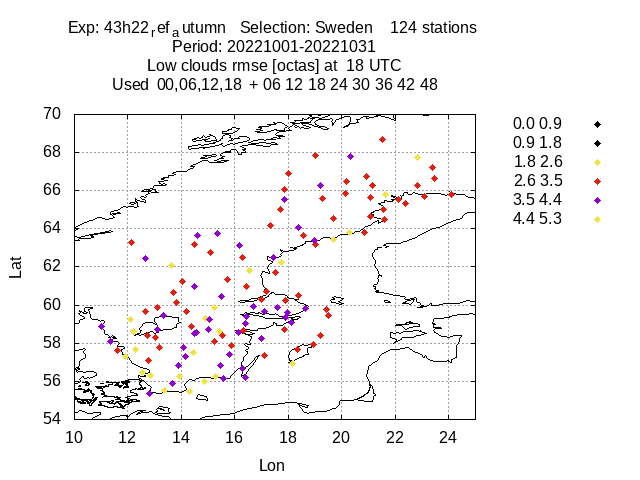 Exp: 43h22refautumn   Selection: Sweden    124 stations
Period: 20221001-20221031
Low clouds rmse [octas] at  18 UTC
Used  00,06,12,18  + 06 12 18 24 30 36 42 48
70
68
66
64
62
60
58
56
54
10 12 14 16 18 20 22 24
Lat
Lon
0.0 0.9
0.9 1.8
1.8 2.6
2.6 3.5
3.5 4.4
4.4 5.3